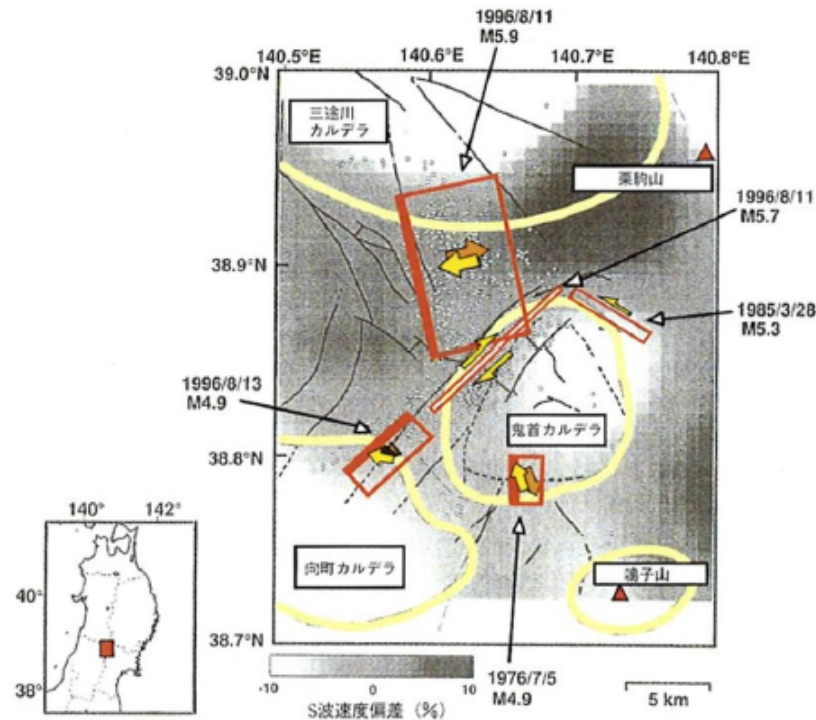 1996/8/11
M5.9
140.5°E
140.6°E
140.7°E
140.8°E
39.0°N
三途川
カルデラ
栗駒山
1996/8/11
M5.7
38.9°N
1985/3/28
M5.3
1996/8/13
M4.9
鬼首カルデラ
38.8°N
140°
142°
向町カルデラ
鳴子山
40°
38.7°N
38°
-10
0
10
S波速度偏差 (%)
1976/7/5
M4.9
5 km